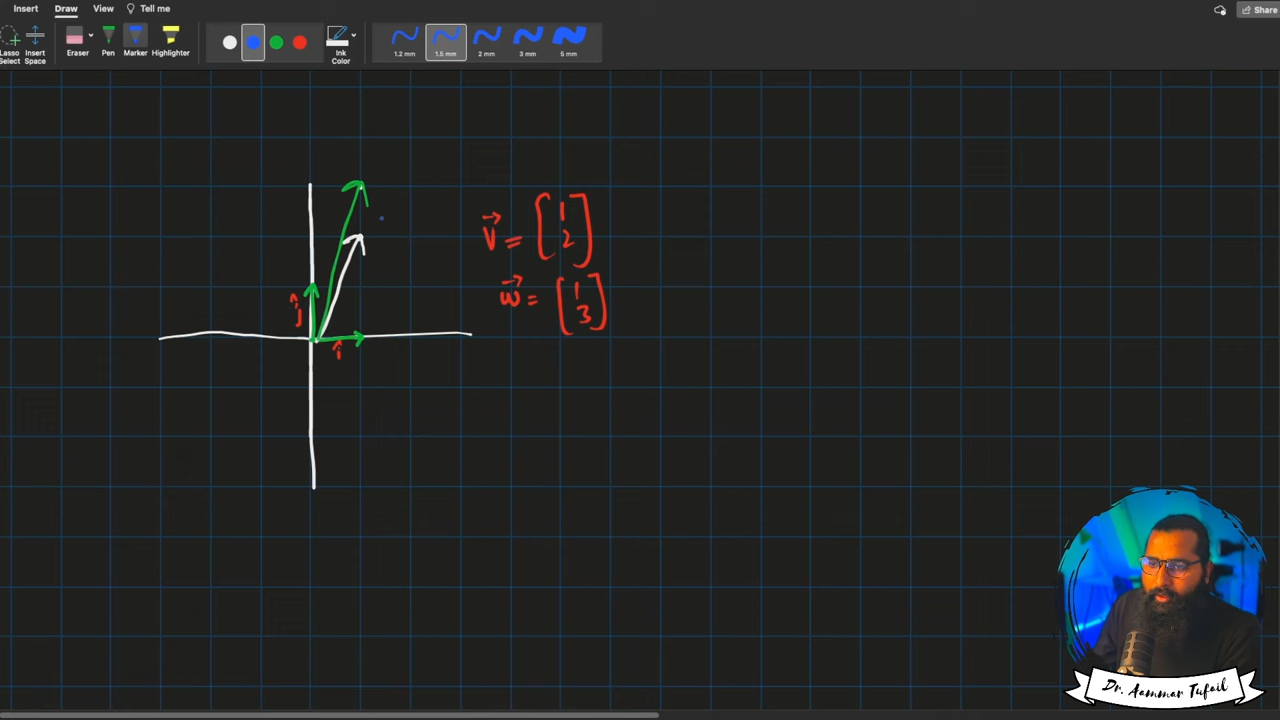 Insert Draw View Tell me
Share
Lasso Select
Insert Space
Eraser
Pen
Marker
Highlighter
Ink Color
1.2 mm
1.5 mm
2 mm
3 mm
5 mm
v⃗ = [1 2]
w⃗ = [1 3]
ĵ
î
Dr. Aammar Tufail